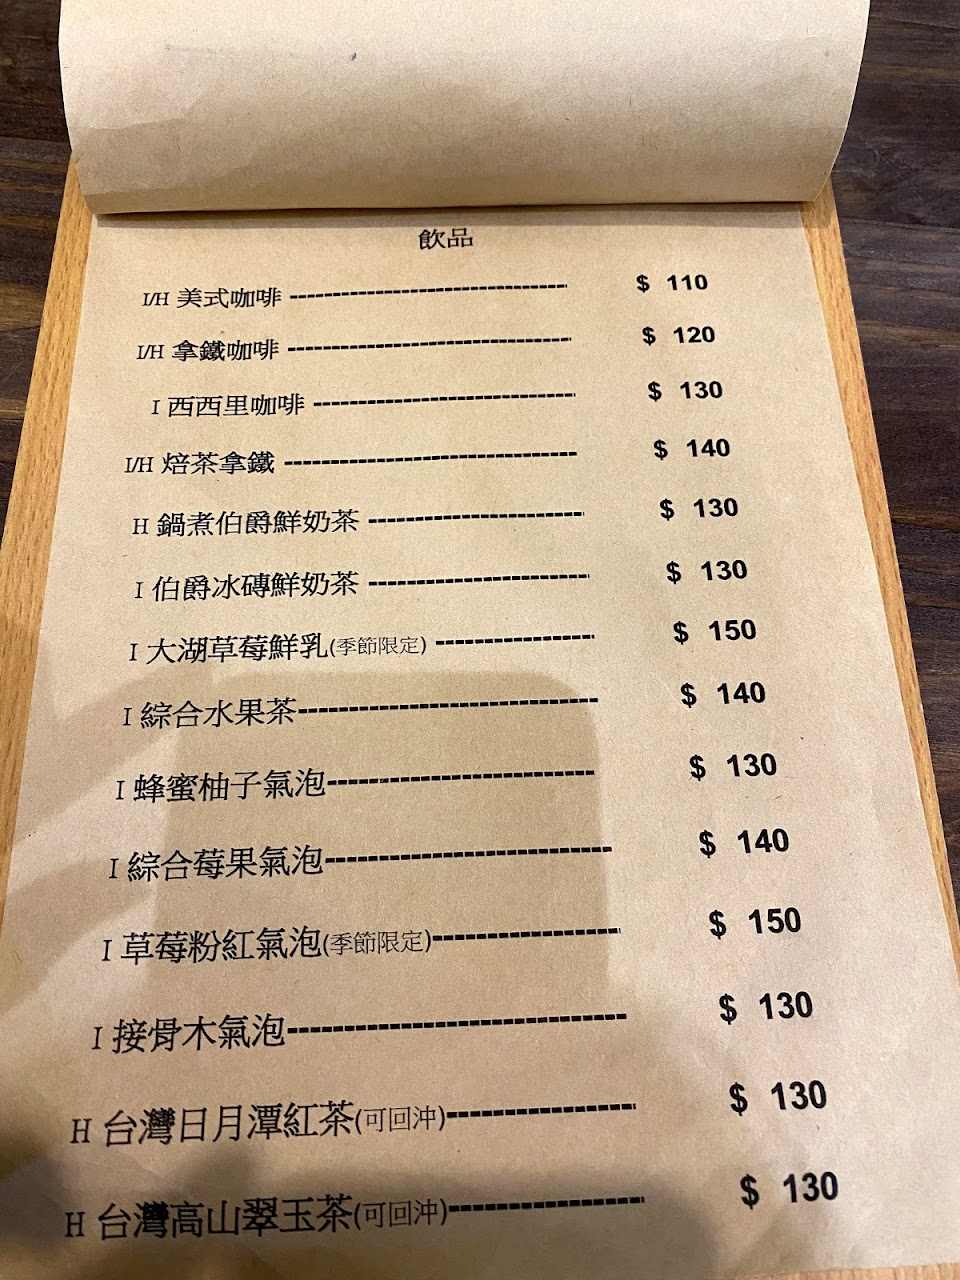 飲品
I/H 美式咖啡 ---------------------------------- $ 110
I/H 拿鐵咖啡 ---------------------------------- $ 120
I 西西里咖啡 ------------------------------- $ 130
I/H 焙茶拿鐵 ---------------------------------- $ 140
H 鍋煮伯爵鮮奶茶 ------------------------- $ 130
I 伯爵冰磚鮮奶茶 ------------------------- $ 130
I 大湖草莓鮮乳(季節限定) ----------------- $ 150
I 綜合水果茶-------------------------------- $ 140
I 蜂蜜柚子氣泡---------------------------- $ 130
I 綜合莓果氣泡---------------------------- $ 140
I 草莓粉紅氣泡(季節限定)------------------ $ 150
I 接骨木氣泡-------------------------------- $ 130
H 台灣日月潭紅茶(可回沖)----------------- $ 130
H 台灣高山翠玉茶(可回沖)----------------- $ 130